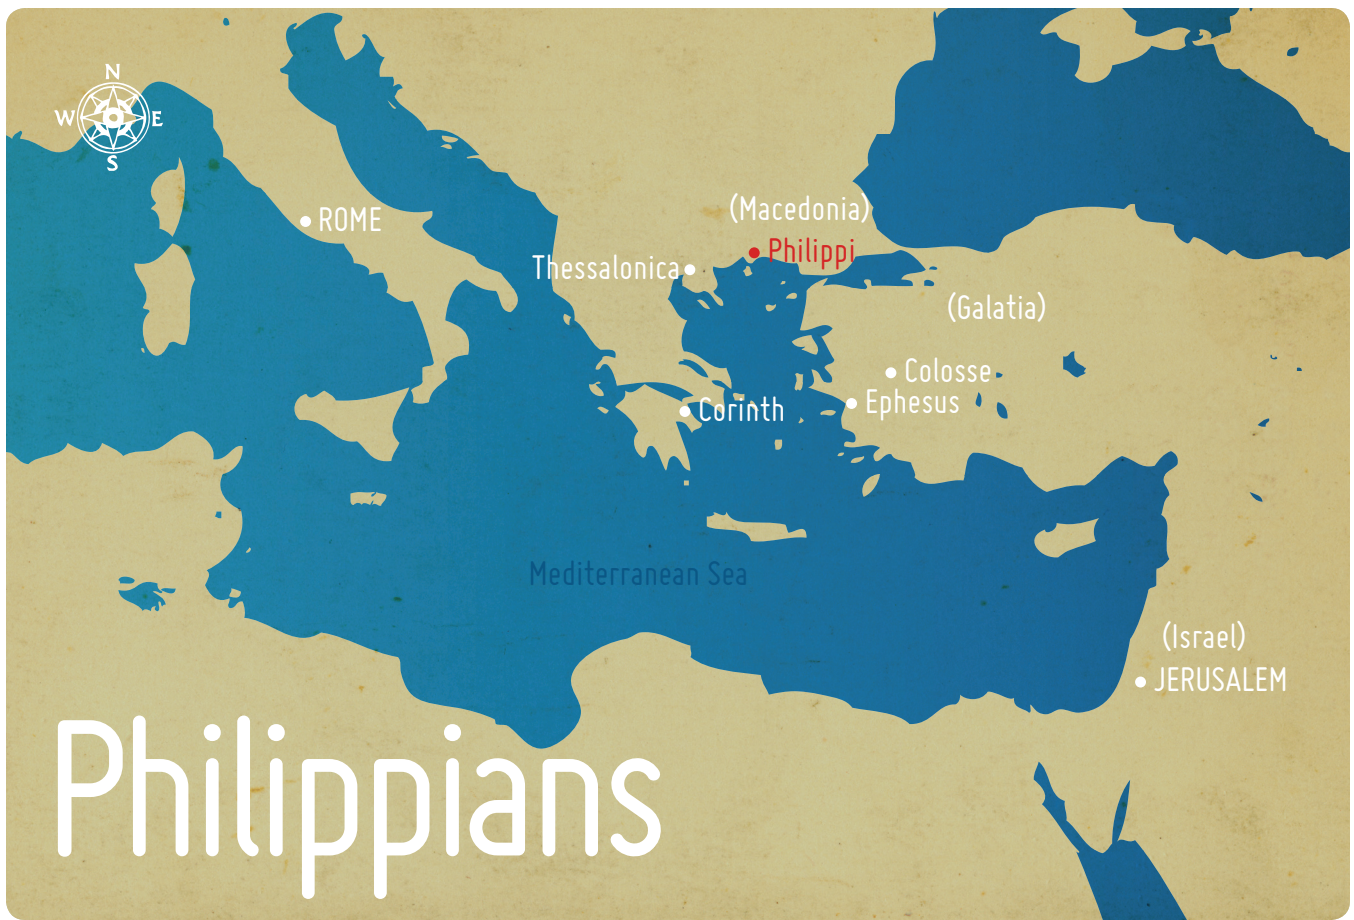 N
W E
S
ROME
(Macedonia)
Philippi
Thessalonica
(Galatia)
Colosse
Ephesus
Corinth
Mediterranean Sea
(Israel)
JERUSALEM
Philippians